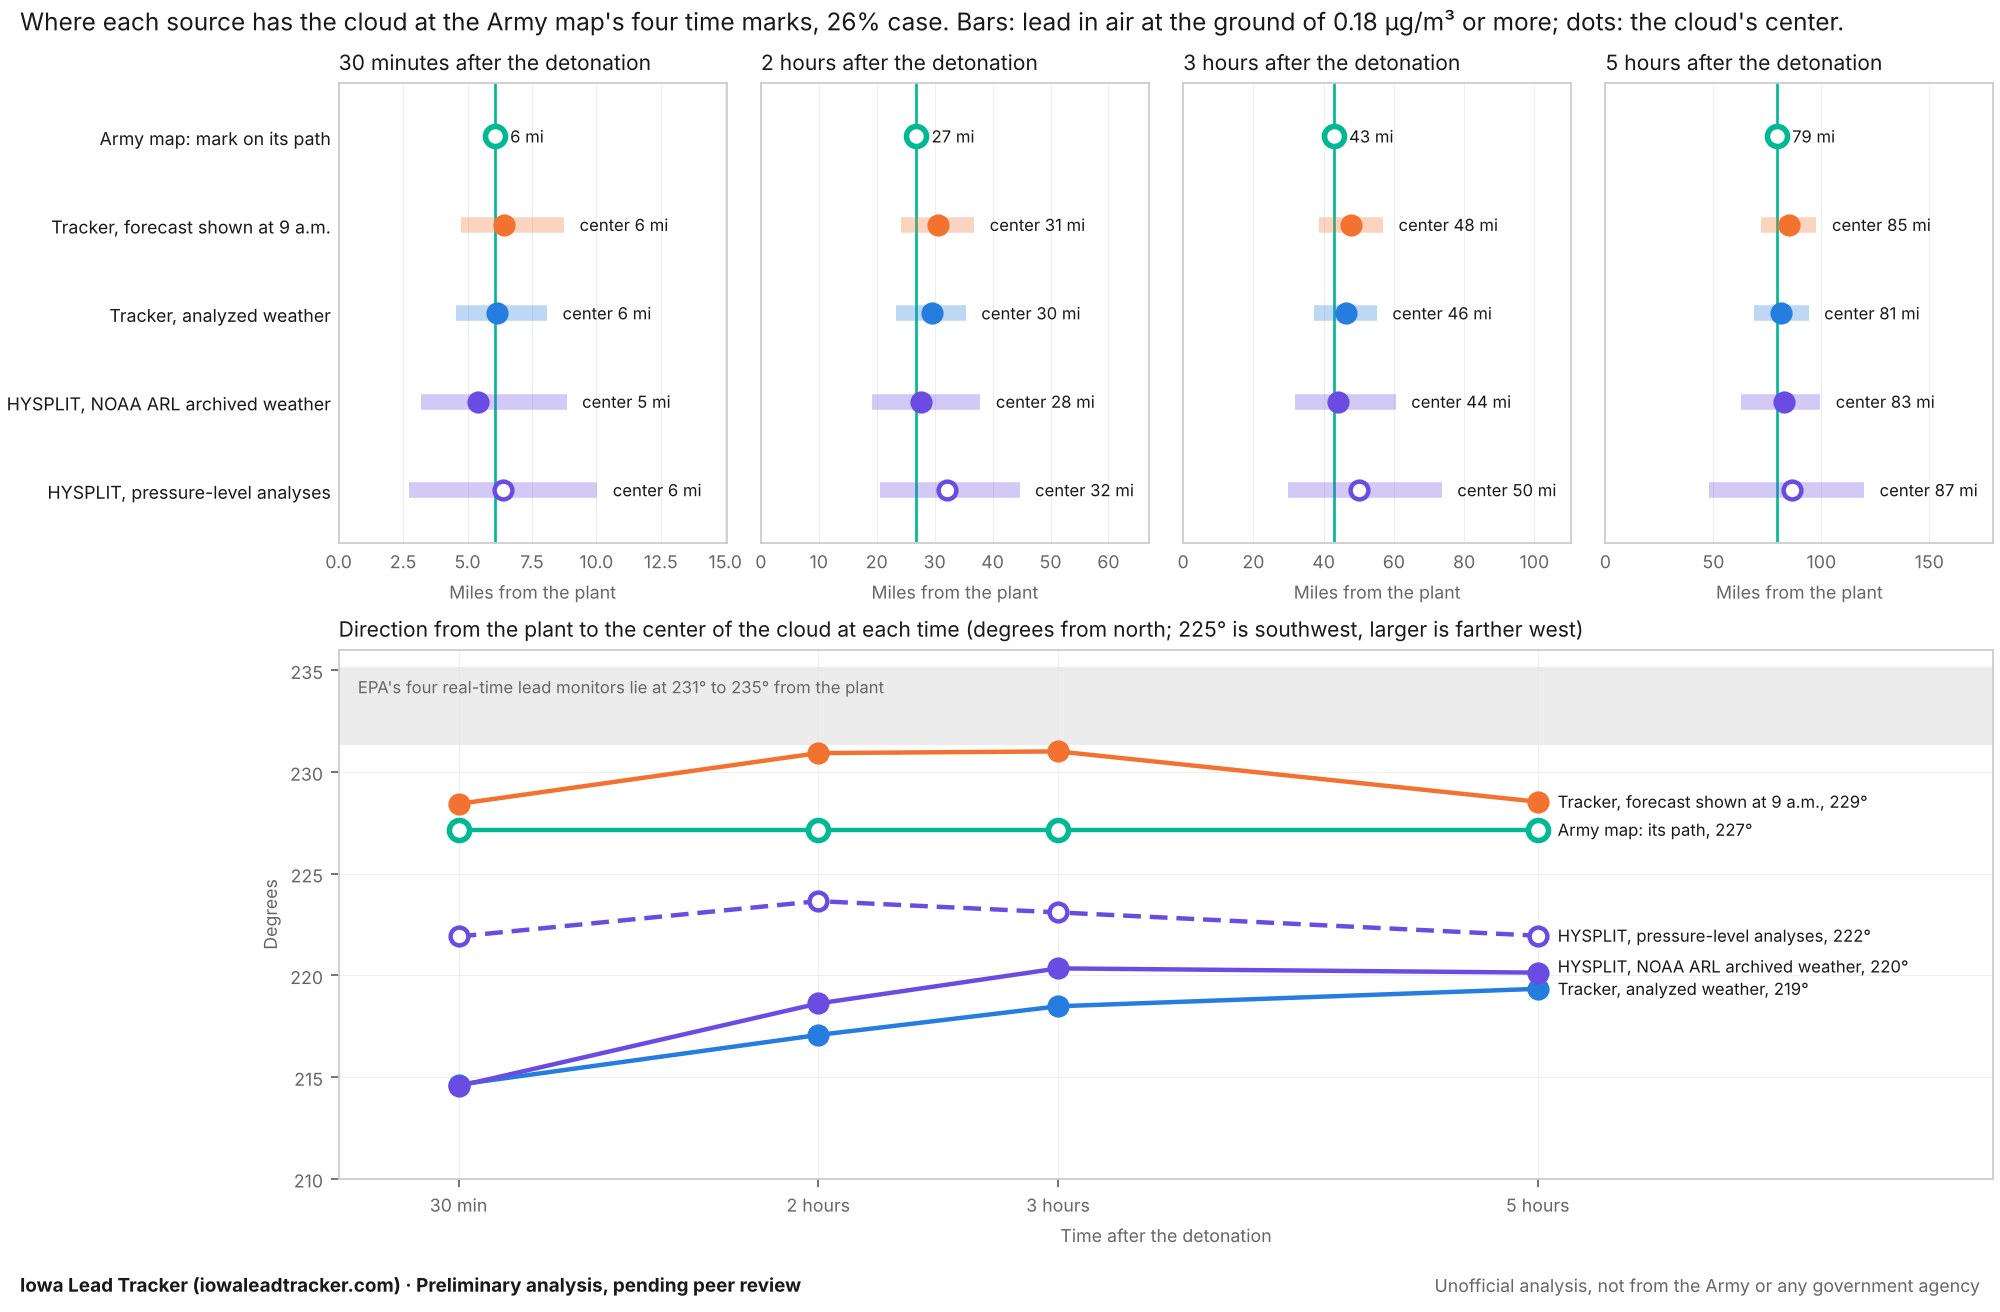 Where each source has the cloud at the Army map's four time marks, 26% case. Bars: lead in air at the ground of 0.18 µg/m³ or more; dots: the cloud's center.
30 minutes after the detonation
2 hours after the detonation
3 hours after the detonation
5 hours after the detonation
Army map: mark on its path
6 mi
27 mi
43 mi
79 mi
Tracker, forecast shown at 9 a.m.
center 6 mi
center 31 mi
center 48 mi
center 85 mi
Tracker, analyzed weather
center 6 mi
center 30 mi
center 46 mi
center 81 mi
HYSPLIT, NOAA ARL archived weather
center 5 mi
center 28 mi
center 44 mi
center 83 mi
HYSPLIT, pressure-level analyses
center 6 mi
center 32 mi
center 50 mi
center 87 mi
0.0 2.5 5.0 7.5 10.0 12.5 15.0
0 10 20 30 40 50 60
0 20 40 60 80 100
0 50 100 150
Miles from the plant
Miles from the plant
Miles from the plant
Miles from the plant
Direction from the plant to the center of the cloud at each time (degrees from north; 225° is southwest, larger is farther west)
235
EPA's four real-time lead monitors lie at 231° to 235° from the plant
230
Tracker, forecast shown at 9 a.m., 229°
Army map: its path, 227°
225
Degrees
HYSPLIT, pressure-level analyses, 222°
HYSPLIT, NOAA ARL archived weather, 220°
220
Tracker, analyzed weather, 219°
215
210
30 min
2 hours
3 hours
5 hours
Time after the detonation
Iowa Lead Tracker (iowaleadtracker.com) · Preliminary analysis, pending peer review
Unofficial analysis, not from the Army or any government agency